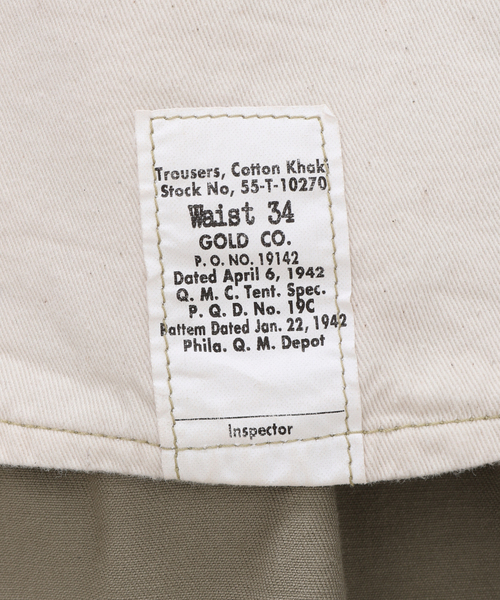 Trousers, Cotton Khaki
Stock No, 55-T-10270
Waist 34
GOLD CO.
P. O. NO. 19142
Dated April 6, 1942
Q. M. C. Tent. Spec.
P. Q. D. No. 19C
Pattem Dated Jan. 22, 1942
Phila. Q. M. Depot
Inspector